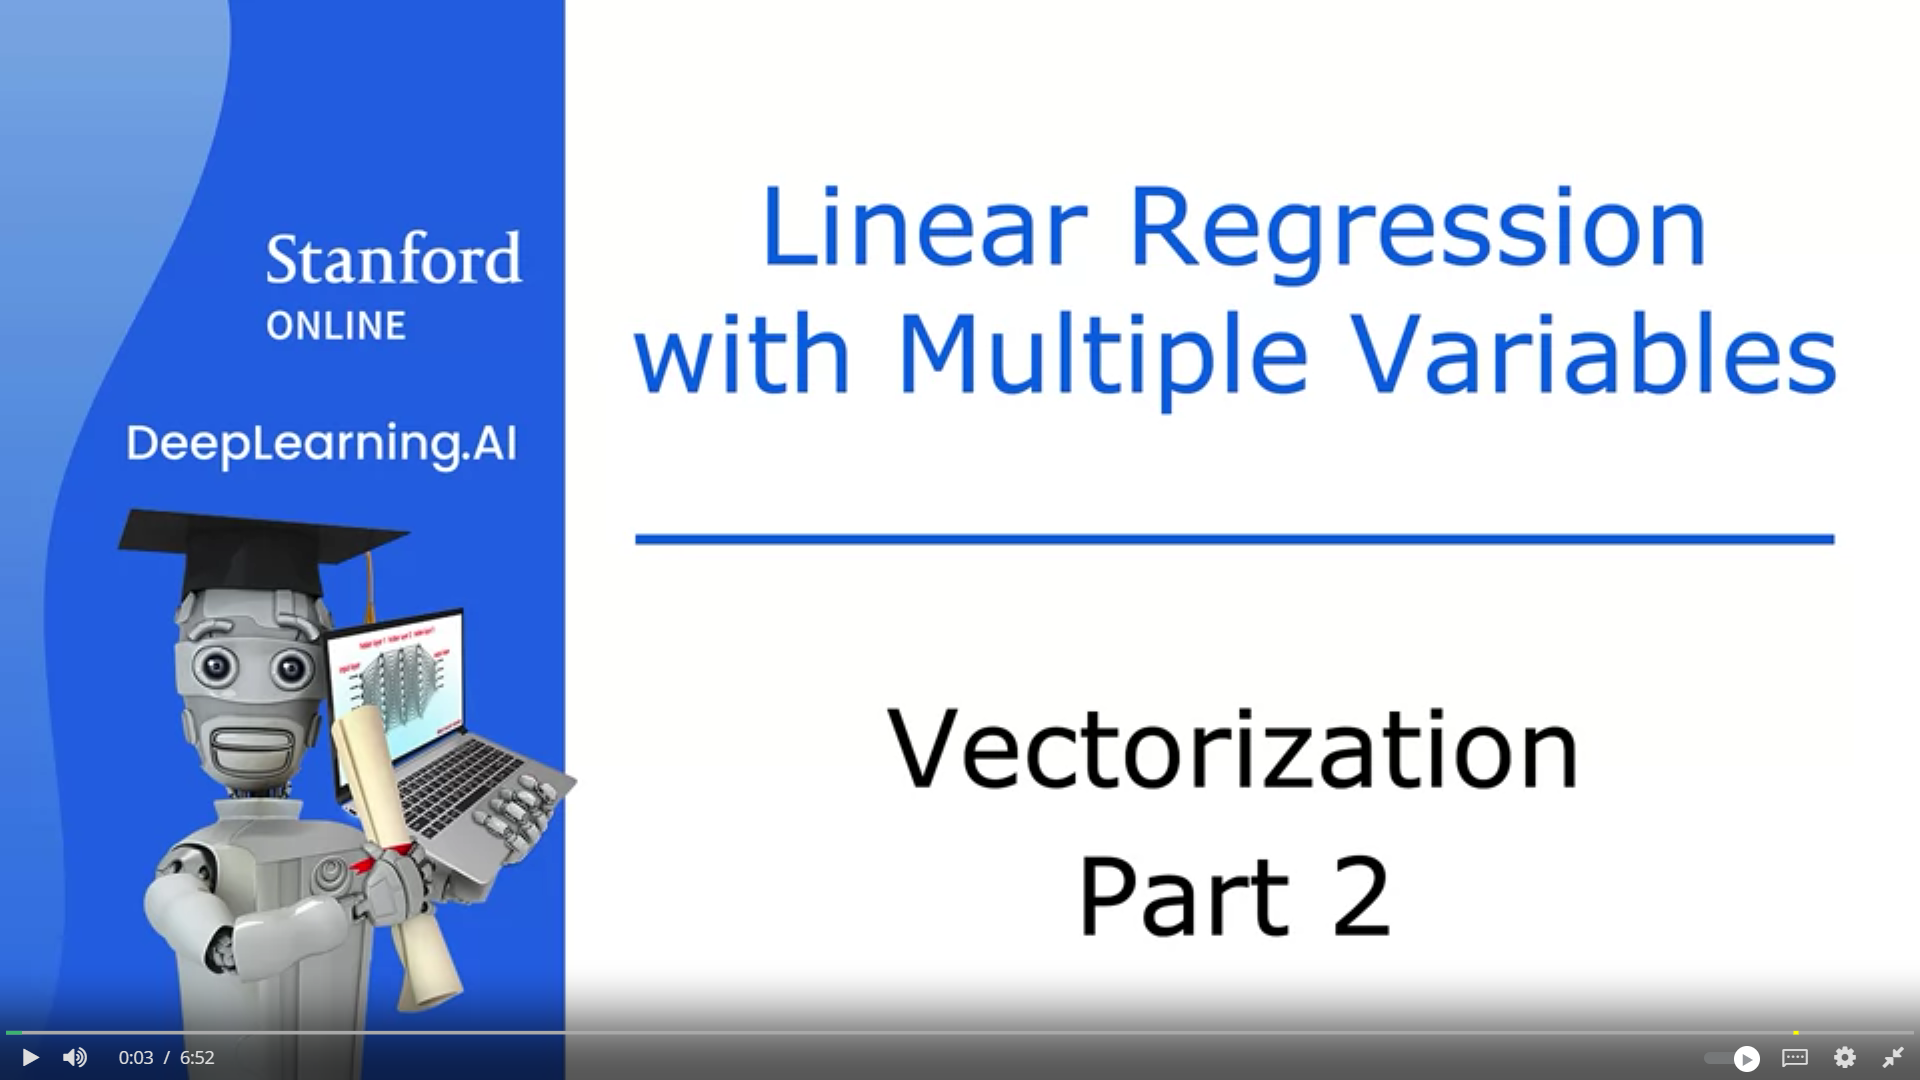 Stanford
ONLINE
DeepLearning.AI
Linear Regression
with Multiple Variables
Vectorization
Part 2
0:03 / 6:52